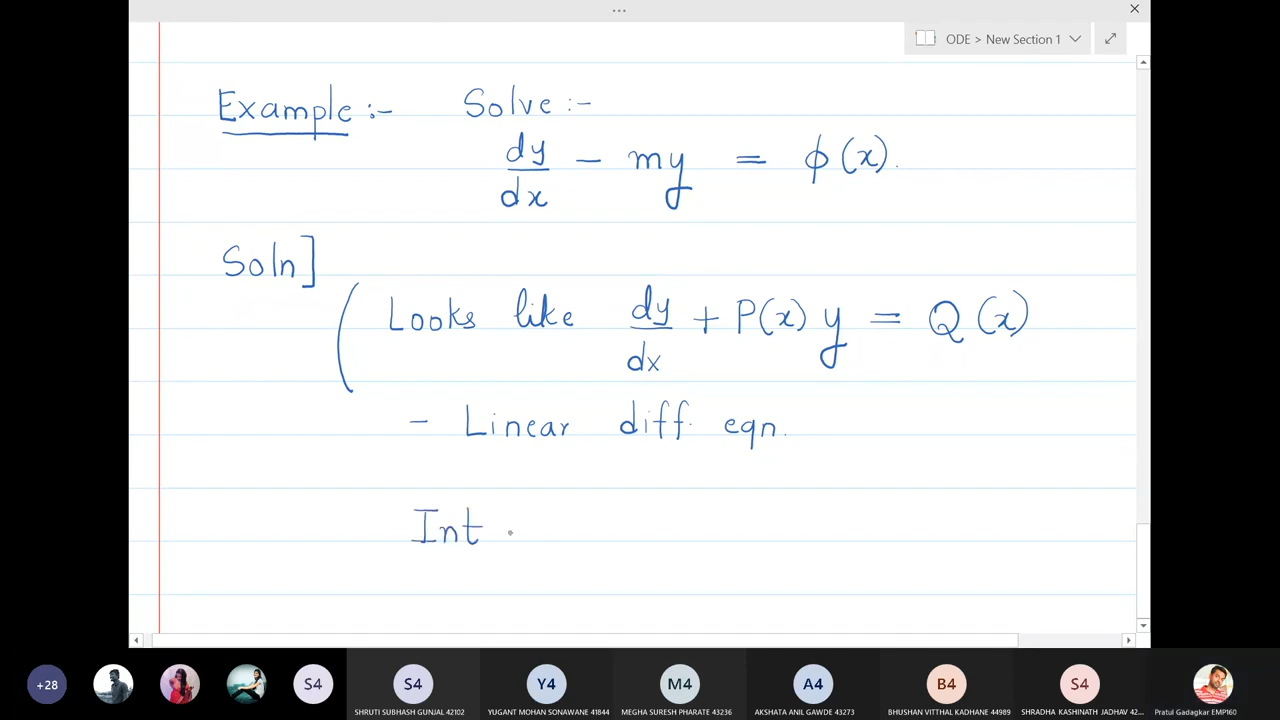 ODE > New Section 1
Example :- Solve :-
dy/dx - my = ϕ(x).
Soln]
( Looks like dy/dx + P(x) y = Q(x)
- Linear diff. eqn.
Int
+28
S4
S4
SHRUTI SUBHASH GUNJAL 42102
Y4
YUGANT MOHAN SONAWANE 41844
M4
MEGHA SURESH PHARATE 43236
A4
AKSHATA ANIL GAWDE 43273
B4
BHUSHAN VITTHAL KADHANE 44989
S4
SHRADHA KASHINATH JADHAV 42...
Pratul Gadagkar EMP160